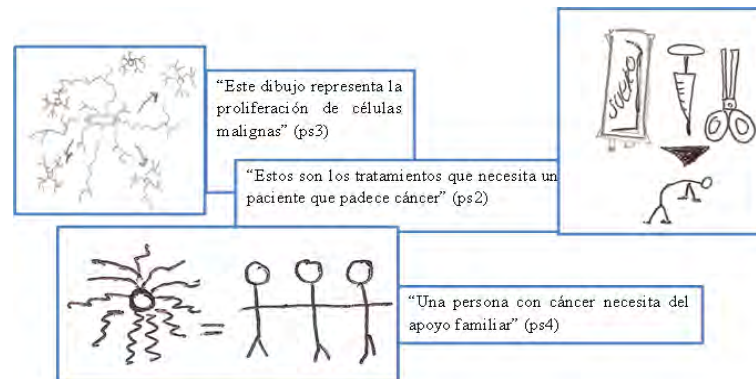 “Este dibujo representa la
proliferación de células
malignas” (ps3)
“Estos son los tratamientos que necesita un
paciente que padece cáncer” (ps2)
SUERO
“Una persona con cáncer necesita del
apoyo familiar” (ps4)